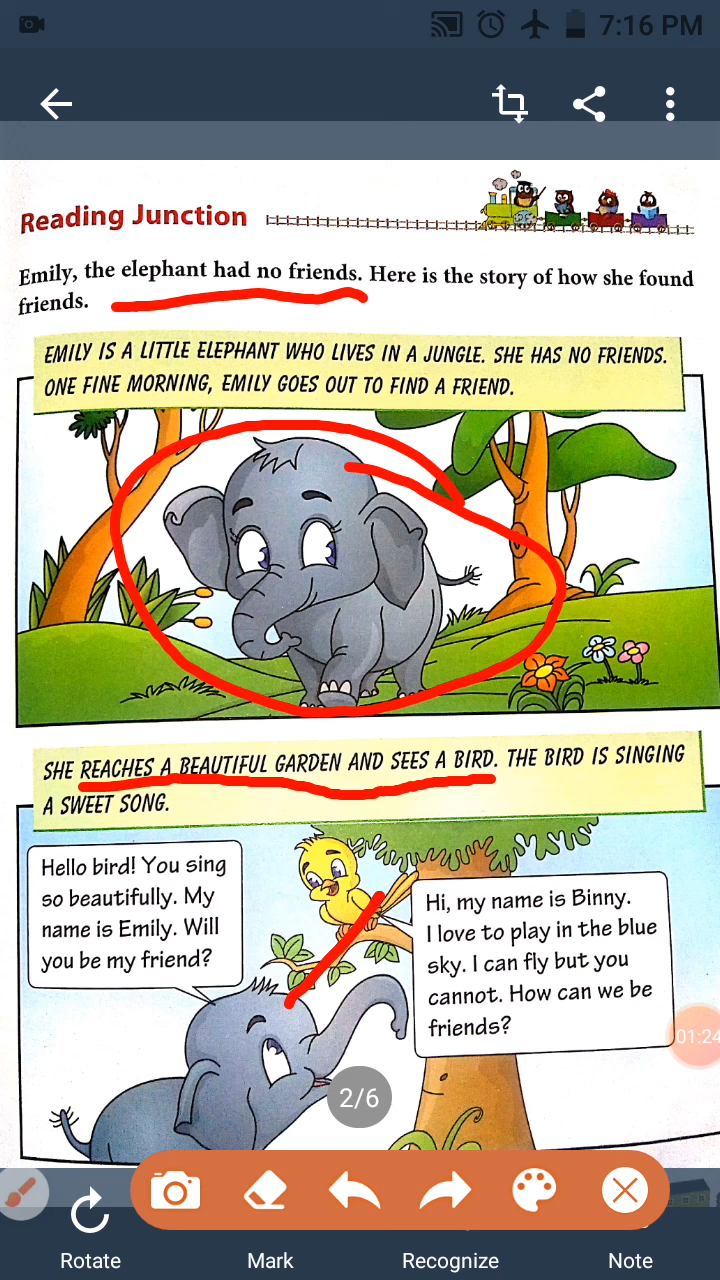 7:16 PM
Reading Junction
Emily, the elephant had no friends. Here is the story of how she found
friends.
EMILY IS A LITTLE ELEPHANT WHO LIVES IN A JUNGLE. SHE HAS NO FRIENDS.
ONE FINE MORNING, EMILY GOES OUT TO FIND A FRIEND.
SHE REACHES A BEAUTIFUL GARDEN AND SEES A BIRD. THE BIRD IS SINGING
A SWEET SONG.
Hello bird! You sing
so beautifully. My
name is Emily. Will
you be my friend?
Hi, my name is Binny.
I love to play in the blue
sky. I can fly but you
cannot. How can we be
friends?
01:24
2/6
Rotate
Mark
Recognize
Note